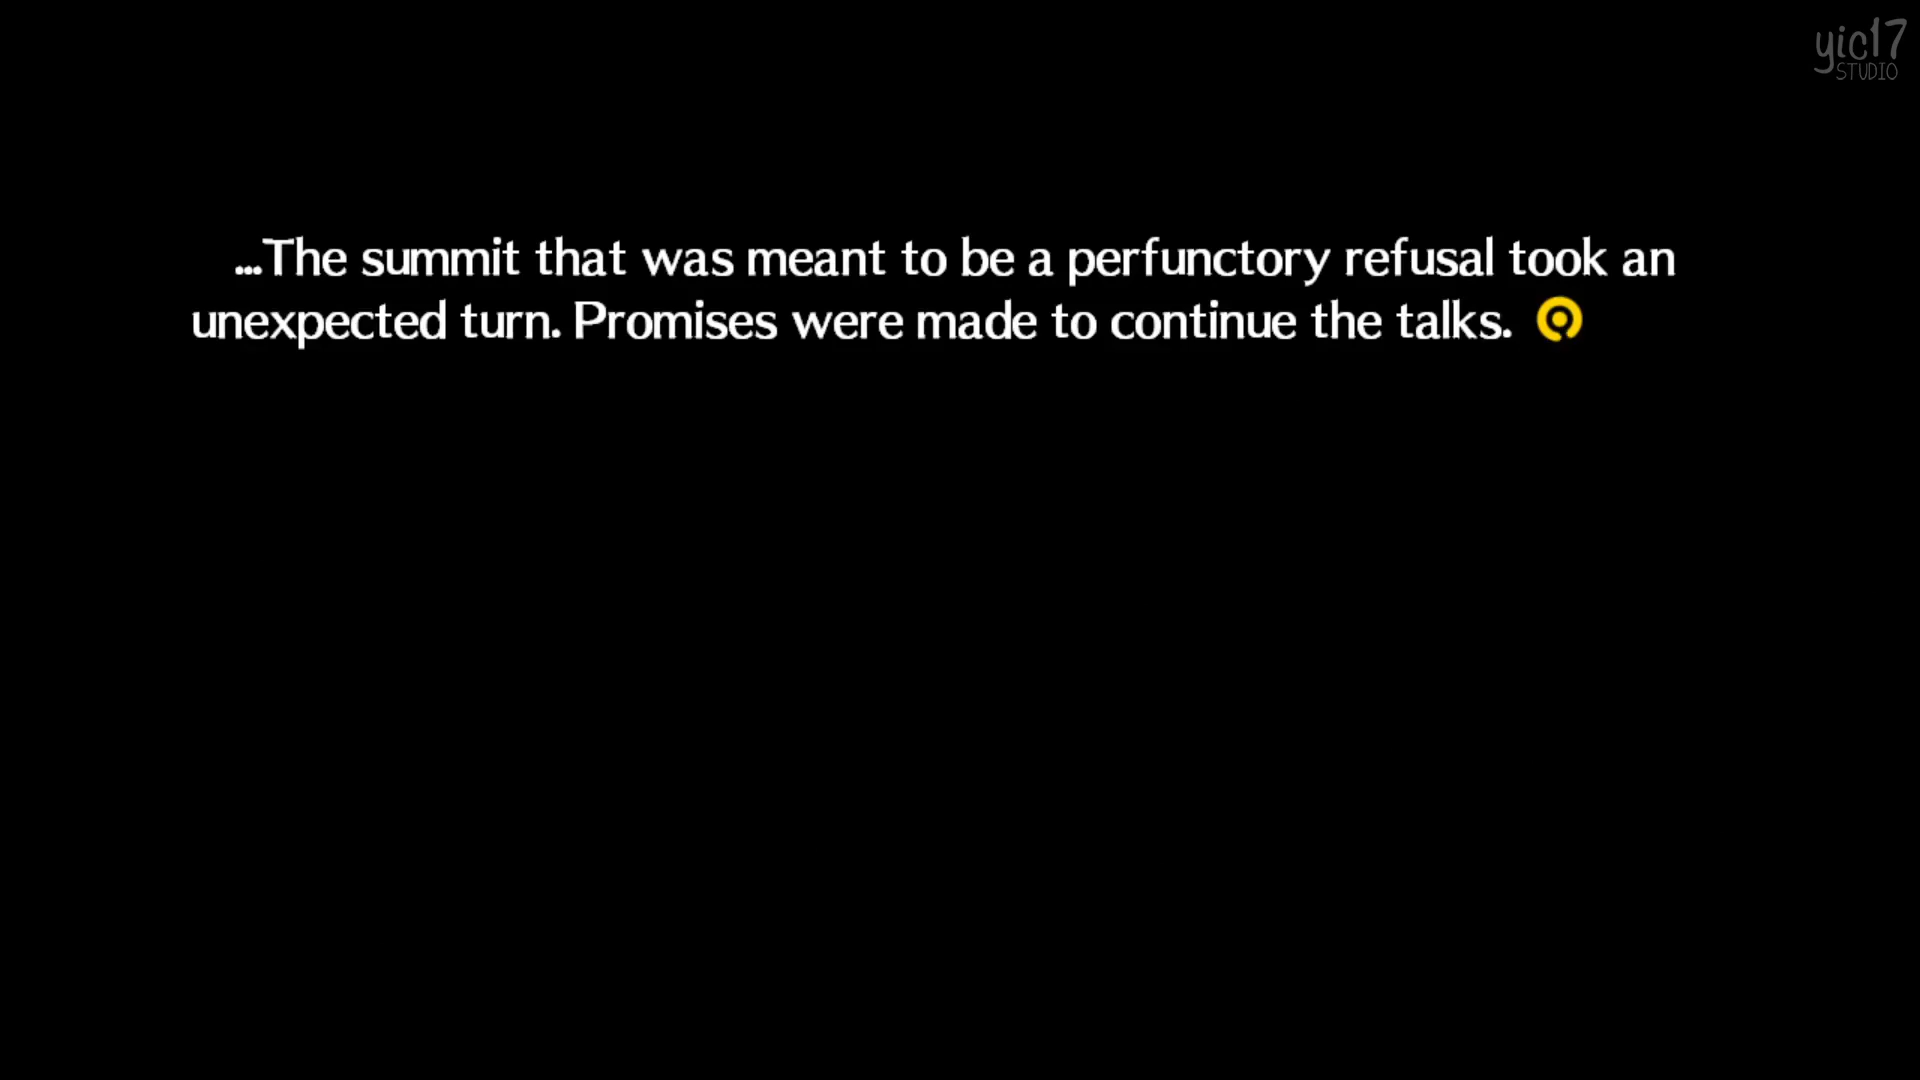 yic17
STUDIO
...The summit that was meant to be a perfunctory refusal took an
unexpected turn. Promises were made to continue the talks.